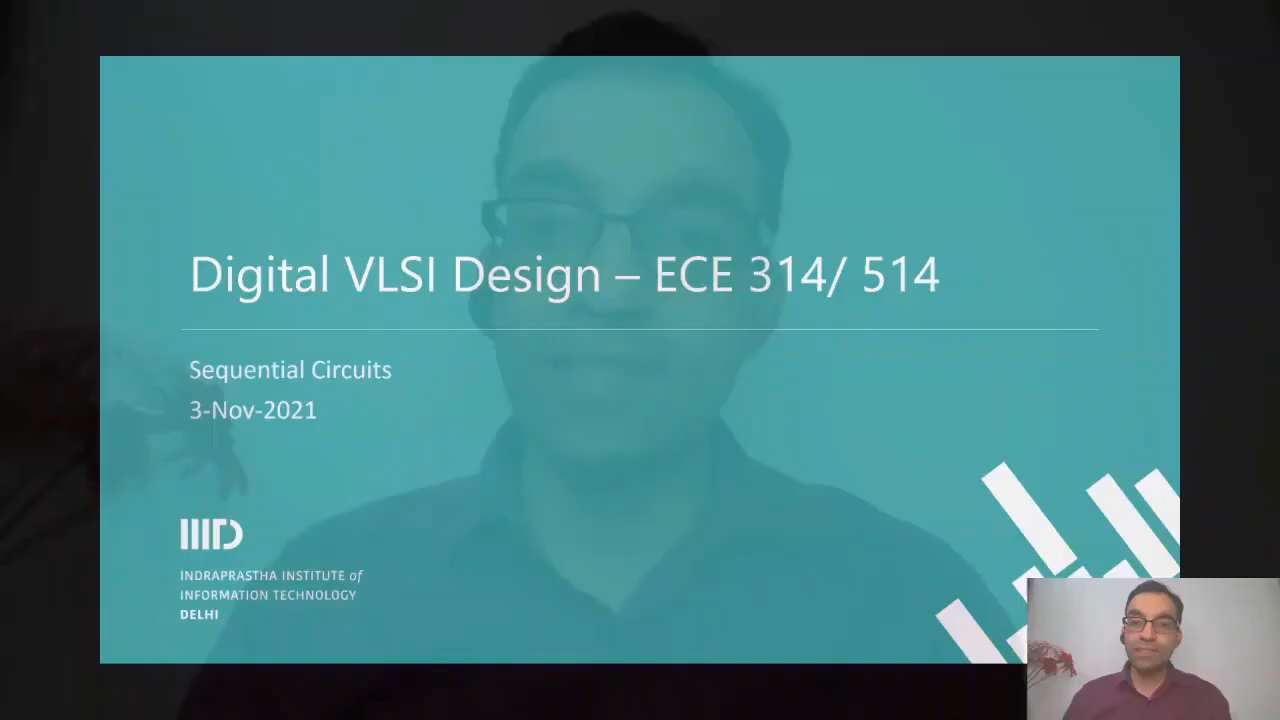 Digital VLSI Design – ECE 314/ 514
Sequential Circuits
3-Nov-2021
IIITD
INDRAPRASTHA INSTITUTE of
INFORMATION TECHNOLOGY
DELHI